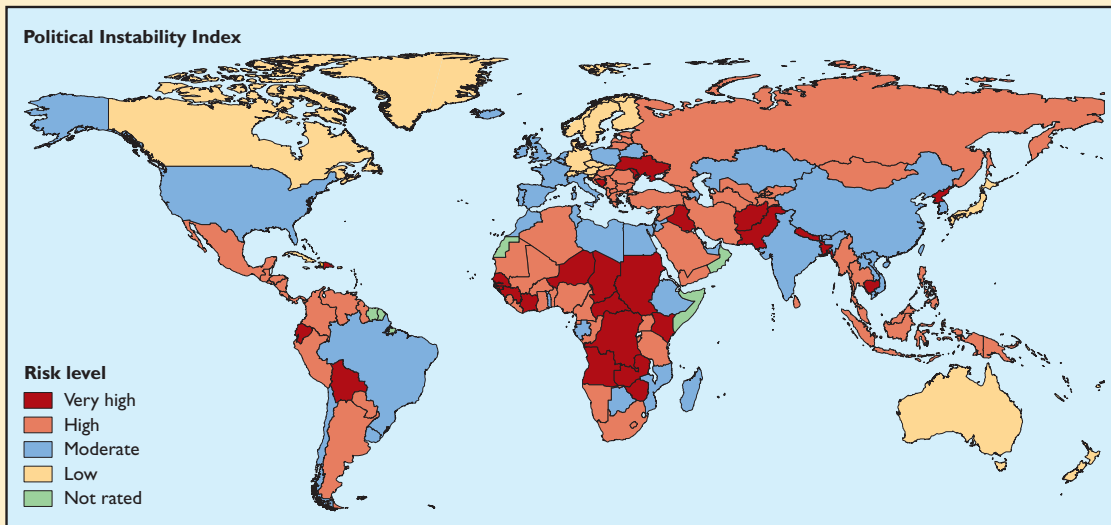 Political Instability Index
Risk level
Very high
High
Moderate
Low
Not rated